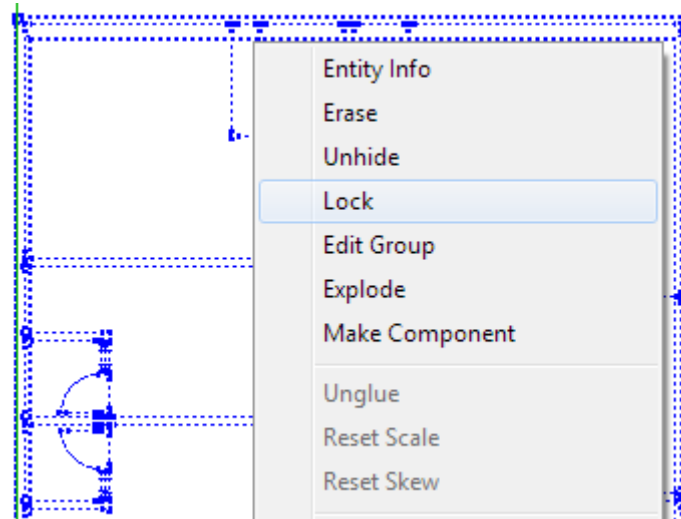 Entity Info
Erase
Unhide
Lock
Edit Group
Explode
Make Component
Unglue
Reset Scale
Reset Skew